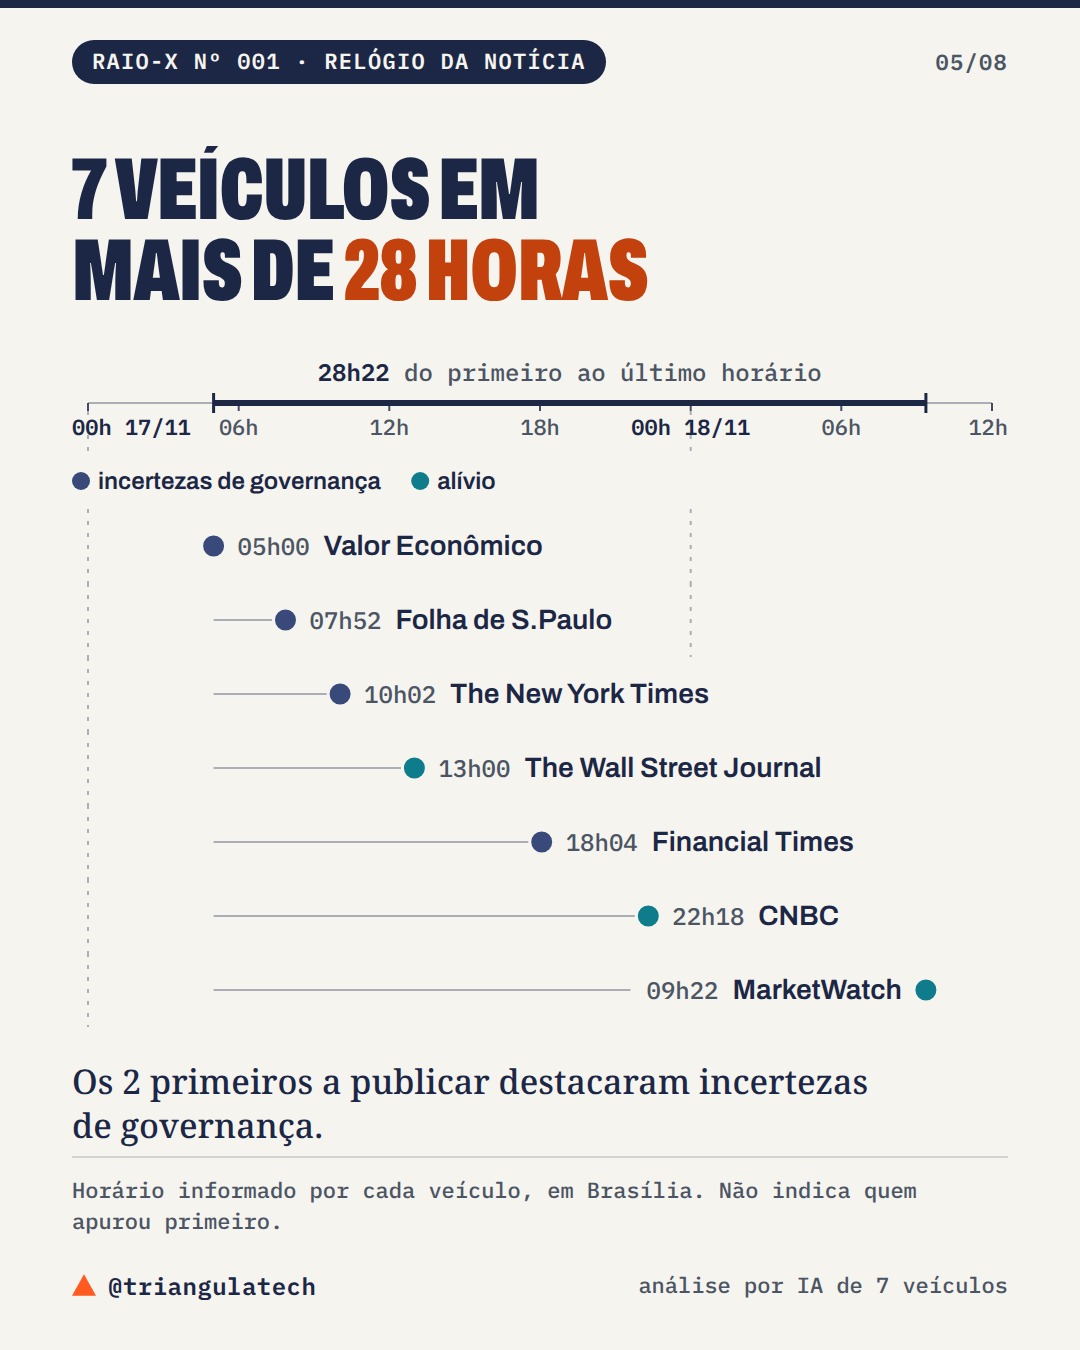 RAIO-X Nº 001 · RELÓGIO DA NOTÍCIA
05/08
7 VEÍCULOS EM
MAIS DE 28 HORAS
28h22 do primeiro ao último horário
00h 17/11 06h 12h 18h 00h 18/11 06h 12h
incertezas de governança alívio
05h00 Valor Econômico
07h52 Folha de S.Paulo
10h02 The New York Times
13h00 The Wall Street Journal
18h04 Financial Times
22h18 CNBC
09h22 MarketWatch
Os 2 primeiros a publicar destacaram incertezas
de governança.
Horário informado por cada veículo, em Brasília. Não indica quem
apurou primeiro.
@triangulatech
análise por IA de 7 veículos